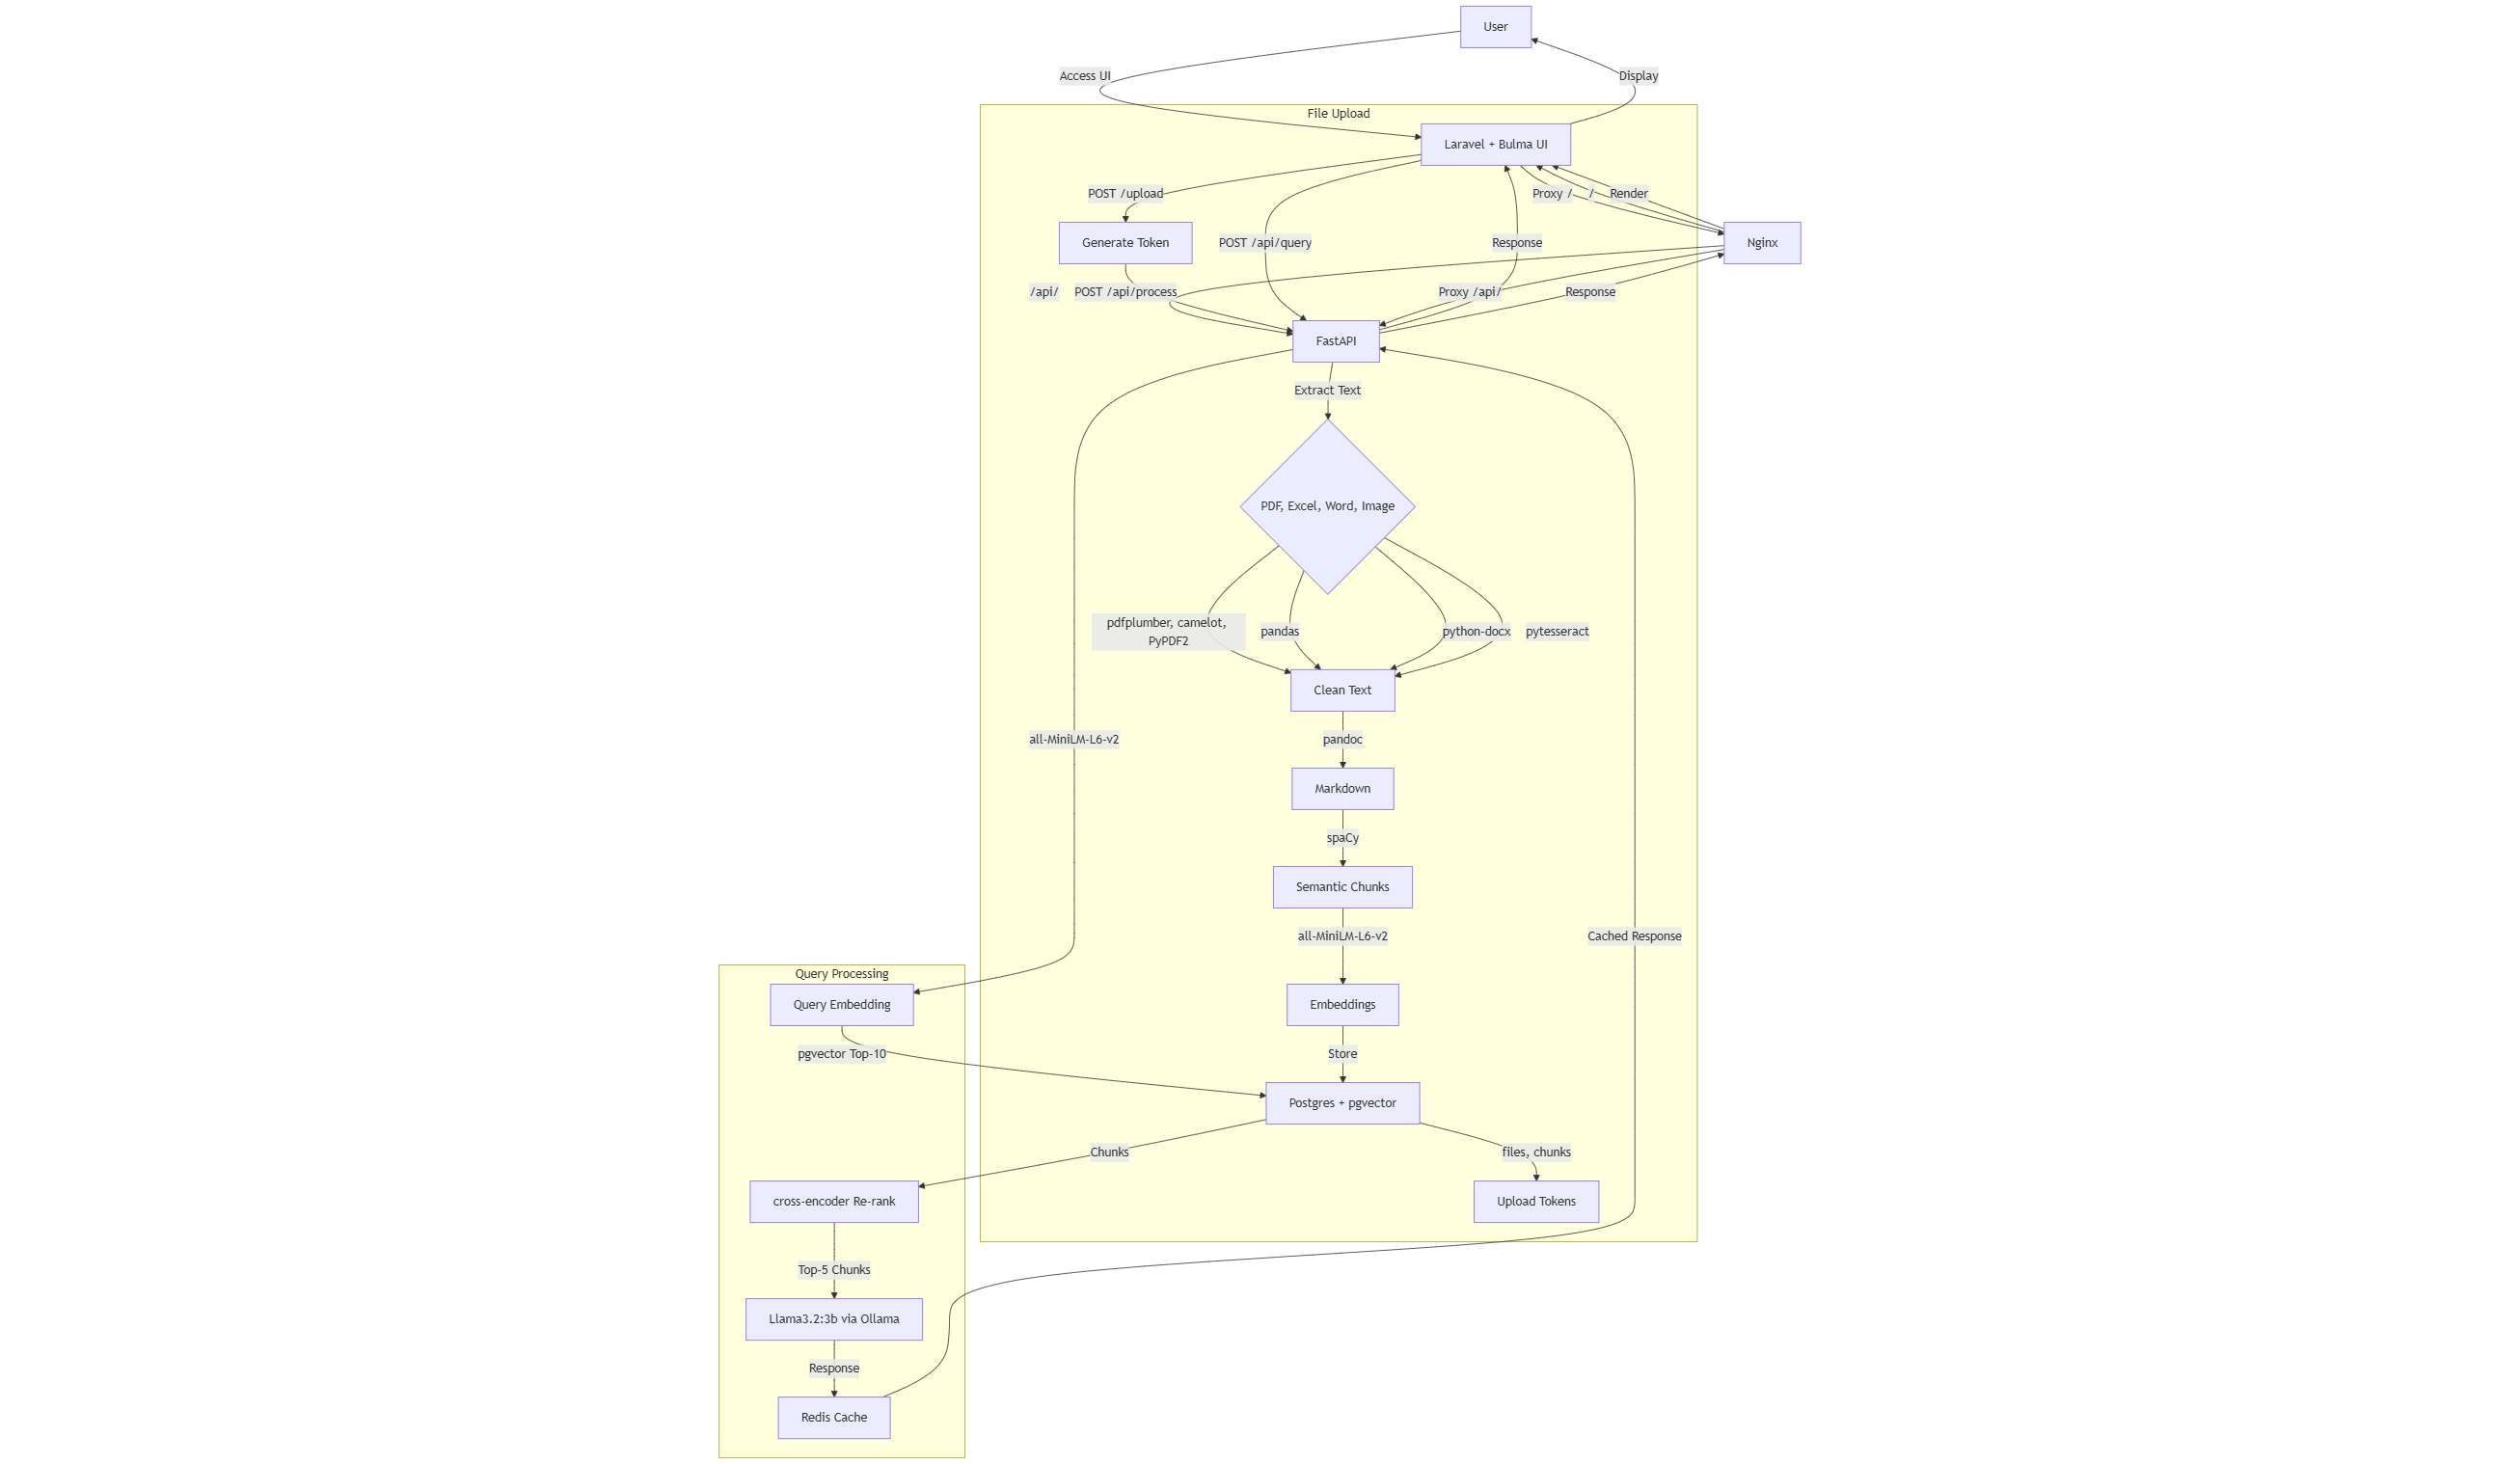 User
Access UI
Display
File Upload
Laravel + Bulma UI
POST /upload
Proxy /
/
Render
Generate Token
POST /api/query
Response
Nginx
/api/
POST /api/process
Proxy /api/
Response
FastAPI
Extract Text
PDF, Excel, Word, Image
pdfplumber, camelot,
PyPDF2
pandas
python-docx
pytesseract
Clean Text
all-MiniLM-L6-v2
pandoc
Markdown
spaCy
Semantic Chunks
all-MiniLM-L6-v2
Cached Response
Query Processing
Query Embedding
Embeddings
pgvector Top-10
Store
Postgres + pgvector
Chunks
files, chunks
cross-encoder Re-rank
Upload Tokens
Top-5 Chunks
Llama3.2:3b via Ollama
Response
Redis Cache